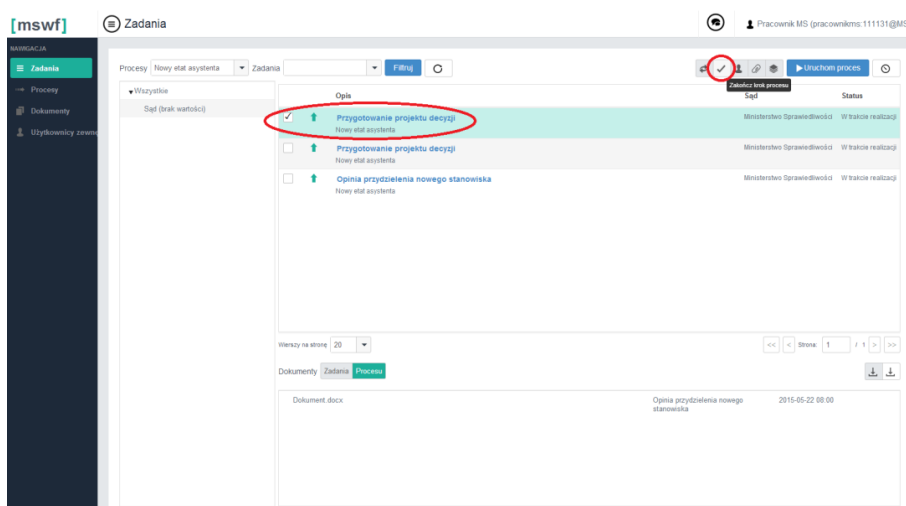 [mswf]
Zadania
Pracownik MS (pracownikms:111131@MS
NAWIGACJA
Zadania
Procesy
Dokumenty
Użytkownicy zewnę
Procesy Nowy etat asystenta Zadania Filtruj Uruchom proces
Zakończ krok procesu
Wszystkie
Sąd (brak wartości)
Opis Sąd Status
Przygotowanie projektu decyzji Ministerstwo Sprawiedliwości W trakcie realizacji
Nowy etat asystenta
Przygotowanie projektu decyzji Ministerstwo Sprawiedliwości W trakcie realizacji
Nowy etat asystenta
Opinia przydzielenia nowego stanowiska Ministerstwo Sprawiedliwości W trakcie realizacji
Nowy etat asystenta
Wierszy na stronę 20 << < Strona: 1 / 1 > >>
Dokumenty Zadania Procesu
Dokument docx Opinia przydzielenia nowego 2015-05-22 08:00
stanowiska